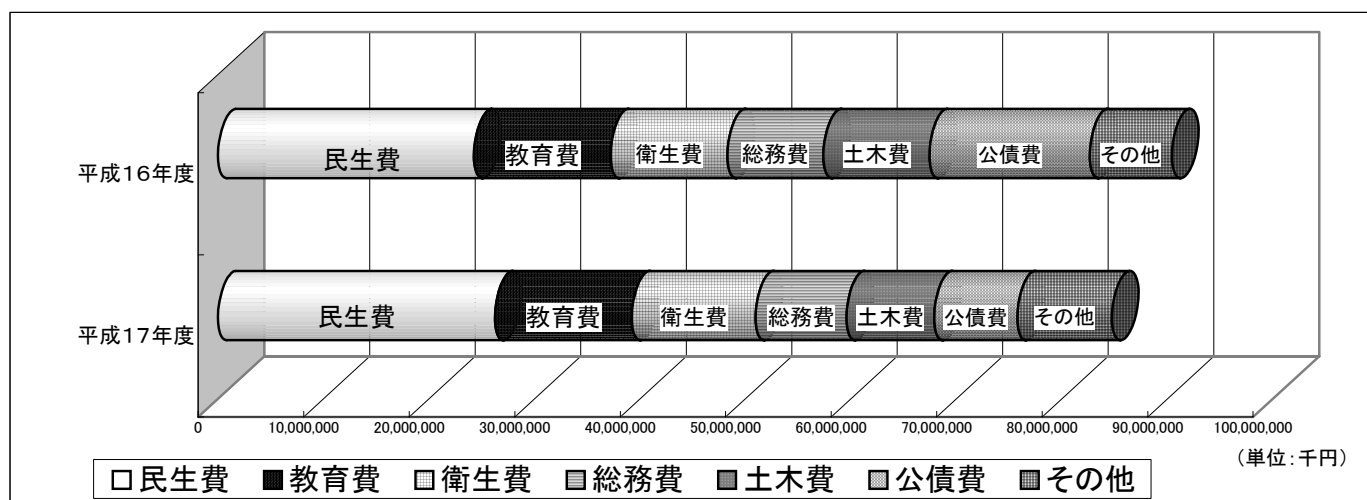 平成16年度
民生費 教育費 衛生費 総務費 土木費 公債費 その他
平成17年度
民生費 教育費 衛生費 総務費 土木費 公債費 その他
0 10,000,000 20,000,000 30,000,000 40,000,000 50,000,000 60,000,000 70,000,000 80,000,000 90,000,000 100,000,000
（単位：千円）
民生費 教育費 衛生費 総務費 土木費 公債費 その他